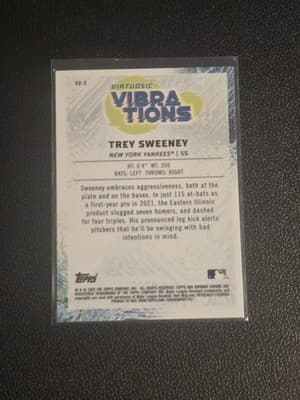 VV-3
VIRTUOSIC
VIBRA
TIONS
TREY SWEENEY
NEW YORK YANKEES® | SS
HT: 6'4" WT: 200
BATS: LEFT THROWS: RIGHT
Sweeney embraces aggressiveness, both at the
plate and on the bases. In just 115 at-bats as
a first-year pro in 2021, the Eastern Illinois
product slugged seven homers, and dashed
for four triples. His pronounced leg kick alerts
pitchers that he'll be swinging with bad
intentions in mind.
Topps